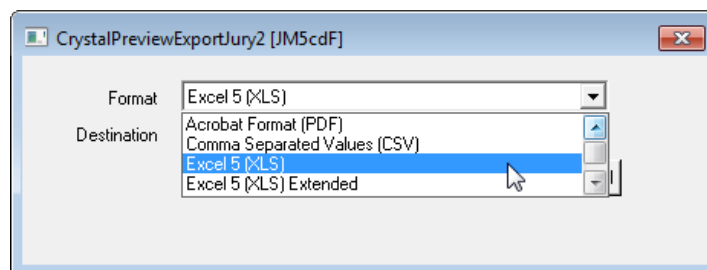 CrystalPreviewExportJury2 [JM5cdF]
Format Excel 5 (XLS)
Destination
Acrobat Format (PDF)
Comma Separated Values (CSV)
Excel 5 (XLS)
Excel 5 (XLS) Extended